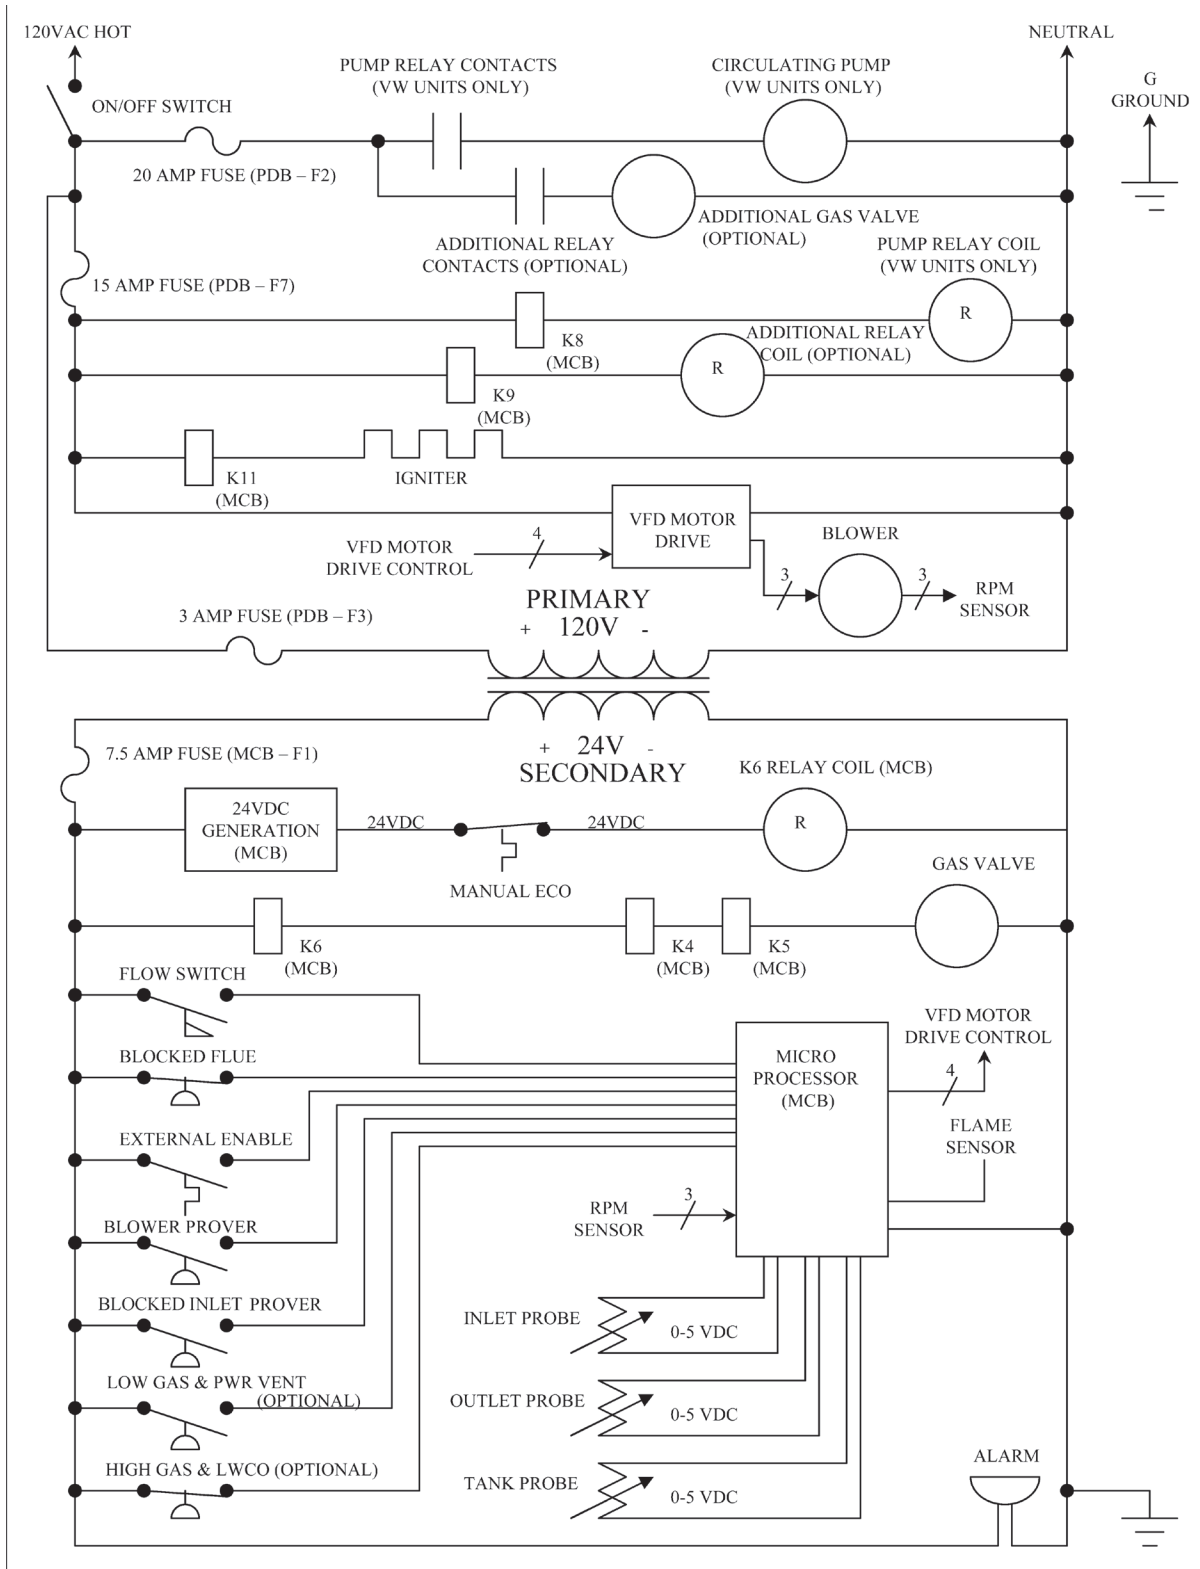 120VAC HOT
NEUTRAL
PUMP RELAY CONTACTS
(VW UNITS ONLY)
CIRCULATING PUMP
(VW UNITS ONLY)
G
GROUND
ON/OFF SWITCH
20 AMP FUSE (PDB – F2)
ADDITIONAL GAS VALVE
(OPTIONAL)
ADDITIONAL RELAY
CONTACTS (OPTIONAL)
PUMP RELAY COIL
(VW UNITS ONLY)
15 AMP FUSE (PDB – F7)
R
K8
(MCB)
ADDITIONAL RELAY
COIL (OPTIONAL)
R
K9
(MCB)
K11
(MCB)
IGNITER
VFD MOTOR
DRIVE
VFD MOTOR
DRIVE CONTROL
4
BLOWER
3
3
RPM
SENSOR
3 AMP FUSE (PDB – F3)
PRIMARY
+ 120V -
+ 24V -
SECONDARY
7.5 AMP FUSE (MCB – F1)
K6 RELAY COIL (MCB)
24VDC
GENERATION
(MCB)
24VDC
24VDC
R
MANUAL ECO
GAS VALVE
K6
(MCB)
K4
(MCB)
K5
(MCB)
FLOW SWITCH
VFD MOTOR
DRIVE CONTROL
BLOCKED FLUE
MICRO
PROCESSOR
(MCB)
4
EXTERNAL ENABLE
FLAME
SENSOR
BLOWER PROVER
RPM
SENSOR
3
BLOCKED INLET PROVER
INLET PROBE
0-5 VDC
LOW GAS & PWR VENT
(OPTIONAL)
OUTLET PROBE
0-5 VDC
HIGH GAS & LWCO (OPTIONAL)
TANK PROBE
0-5 VDC
ALARM